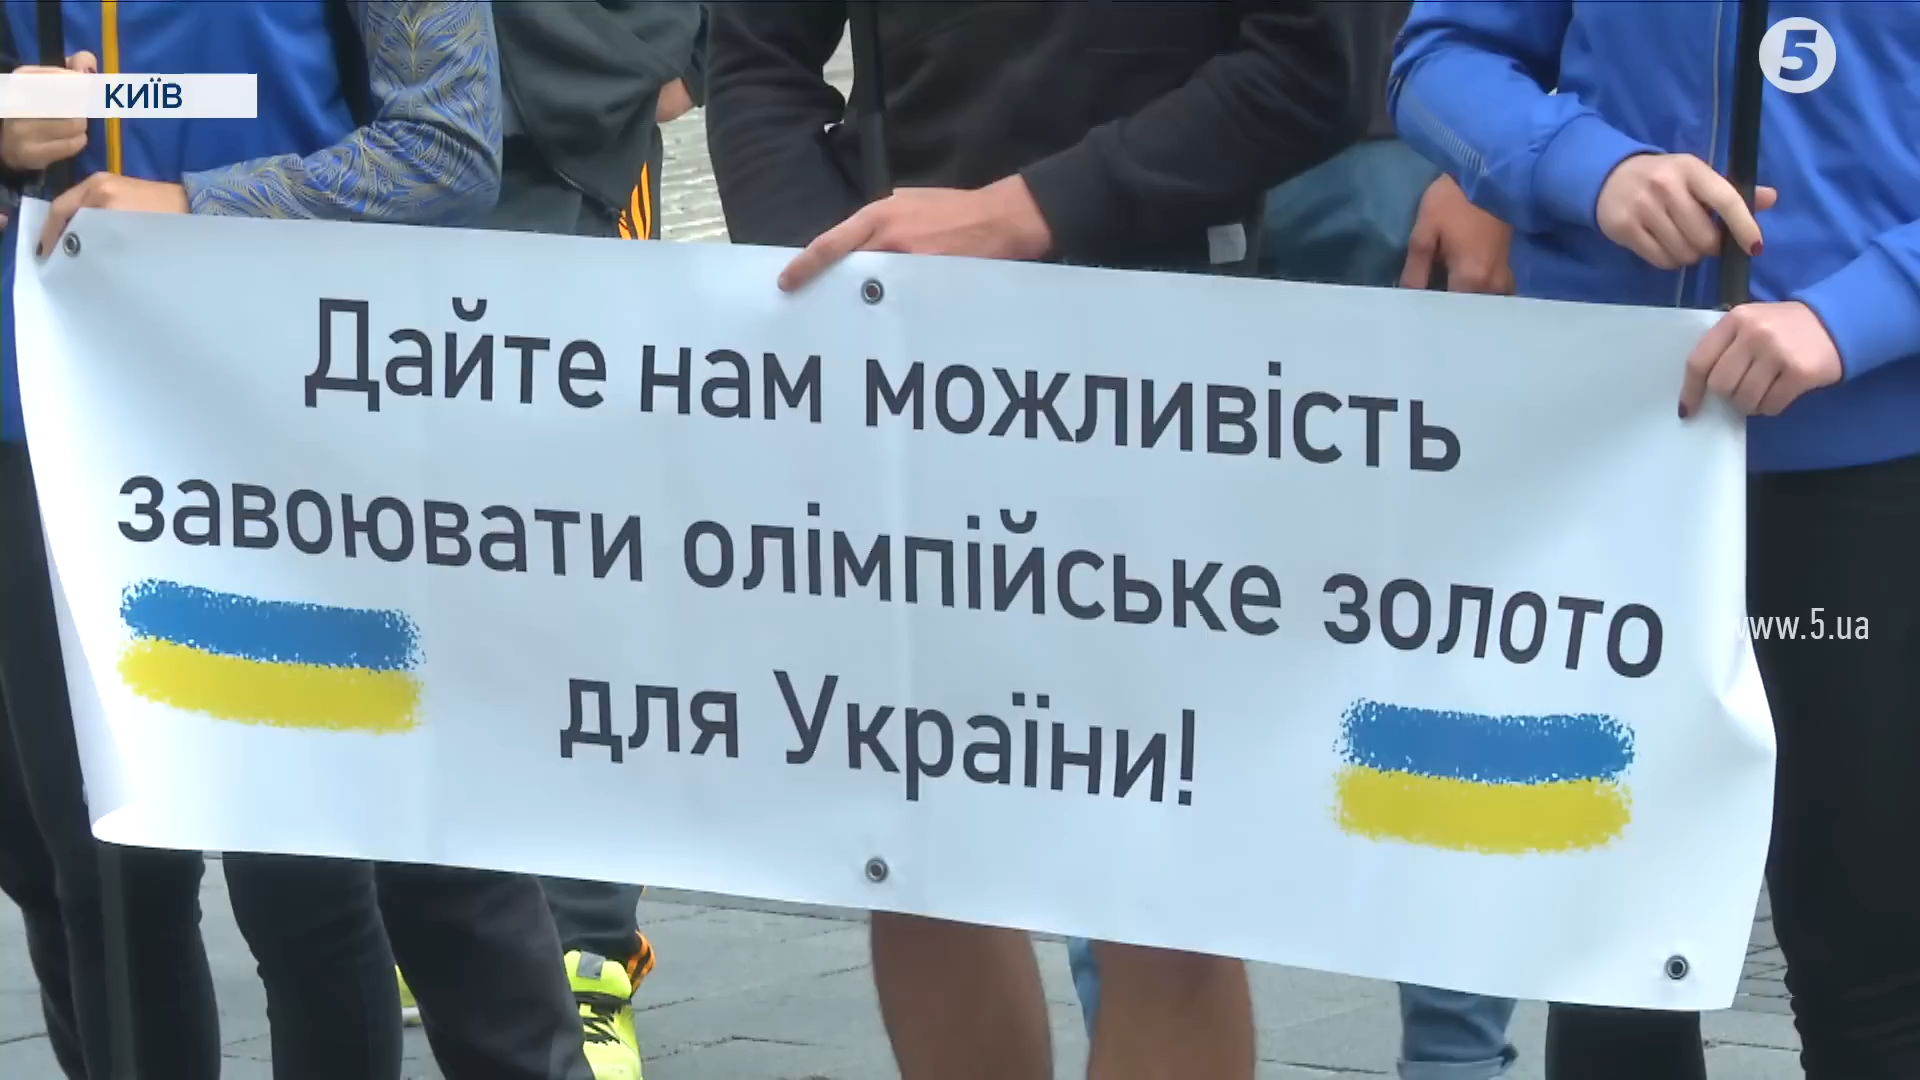 КИЇВ
5
Дайте нам можливість
завоювати олімпійське золото
для України!
www.5.ua